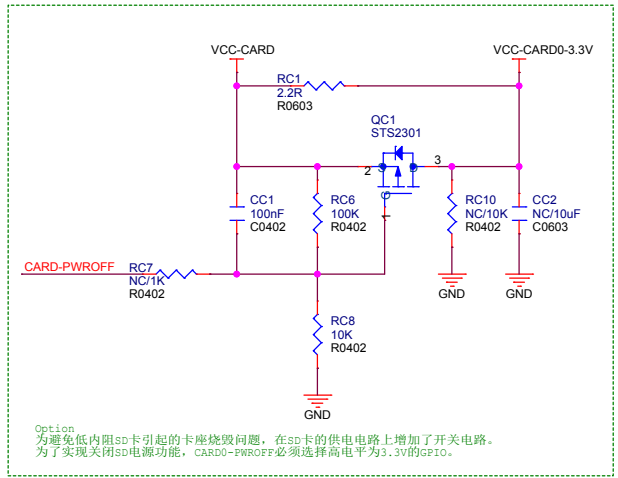 VCC-CARD
VCC-CARD0-3.3V
RC1
2.2R
R0603
QC1
STS2301
2
3
1
S
D
G
CC1
100nF
C0402
RC6
100K
R0402
RC10
NC/10K
R0402
CC2
NC/10uF
C0603
CARD-PWROFF
RC7
NC/1K
R0402
GND
GND
RC8
10K
R0402
GND
Option
为避免低内阻SD卡引起的卡座烧毁问题，在SD卡的供电电路上增加了开关电路。
为了实现关闭SD电源功能，CARD0-PWROFF必须选择高电平为3.3V的GPIO。